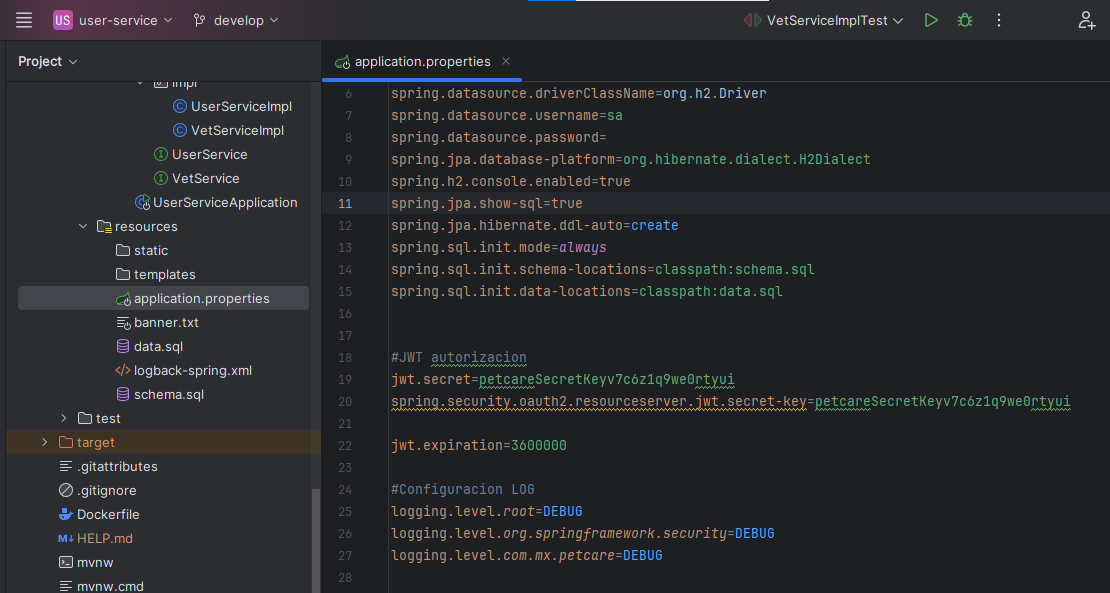 US user-service develop VetServiceImplTest
Project
application.properties
impl
UserServiceImpl
VetServiceImpl
UserService
VetService
UserServiceApplication
resources
static
templates
application.properties
banner.txt
data.sql
logback-spring.xml
schema.sql
test
target
.gitattributes
.gitignore
Dockerfile
M↓ HELP.md
mvnw
mvnw.cmd
6 spring.datasource.driverClassName=org.h2.Driver
7 spring.datasource.username=sa
8 spring.datasource.password=
9 spring.jpa.database-platform=org.hibernate.dialect.H2Dialect
10 spring.h2.console.enabled=true
11 spring.jpa.show-sql=true
12 spring.jpa.hibernate.ddl-auto=create
13 spring.sql.init.mode=always
14 spring.sql.init.schema-locations=classpath:schema.sql
15 spring.sql.init.data-locations=classpath:data.sql
16
17
18 #JWT autorizacion
19 jwt.secret=petcareSecretKeyv7c6z1q9we0rtyui
20 spring.security.oauth2.resourceserver.jwt.secret-key=petcareSecretKeyv7c6z1q9we0rtyui
21
22 jwt.expiration=3600000
23
24 #Configuracion LOG
25 logging.level.root=DEBUG
26 logging.level.org.springframework.security=DEBUG
27 logging.level.com.mx.petcare=DEBUG
28